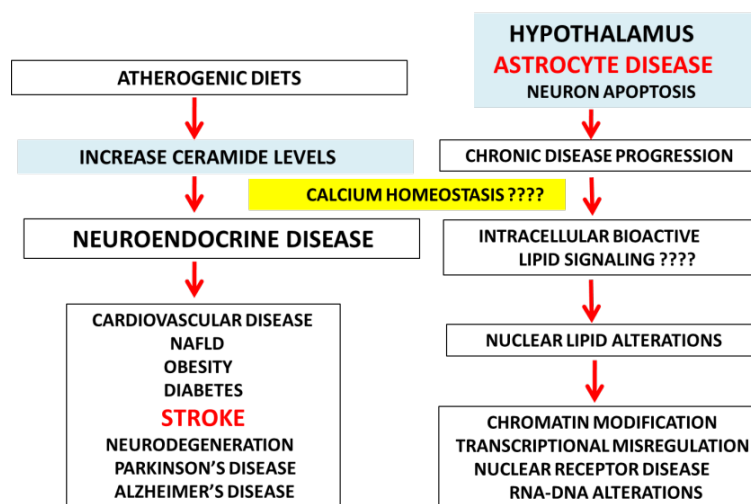 ATHEROGENIC DIETS
INCREASE CERAMIDE LEVELS
CALCIUM HOMEOSTASIS ????
NEUROENDOCRINE DISEASE
CARDIOVASCULAR DISEASE
NAFLD
OBESITY
DIABETES
STROKE
NEURODEGENERATION
PARKINSON'S DISEASE
ALZHEIMER'S DISEASE
HYPOTHALAMUS
ASTROCYTE DISEASE
NEURON APOPTOSIS
CHRONIC DISEASE PROGRESSION
INTRACELLULAR BIOACTIVE
LIPID SIGNALING ????
NUCLEAR LIPID ALTERATIONS
CHROMATIN MODIFICATION
TRANSCRIPTIONAL MISREGULATION
NUCLEAR RECEPTOR DISEASE
RNA-DNA ALTERATIONS